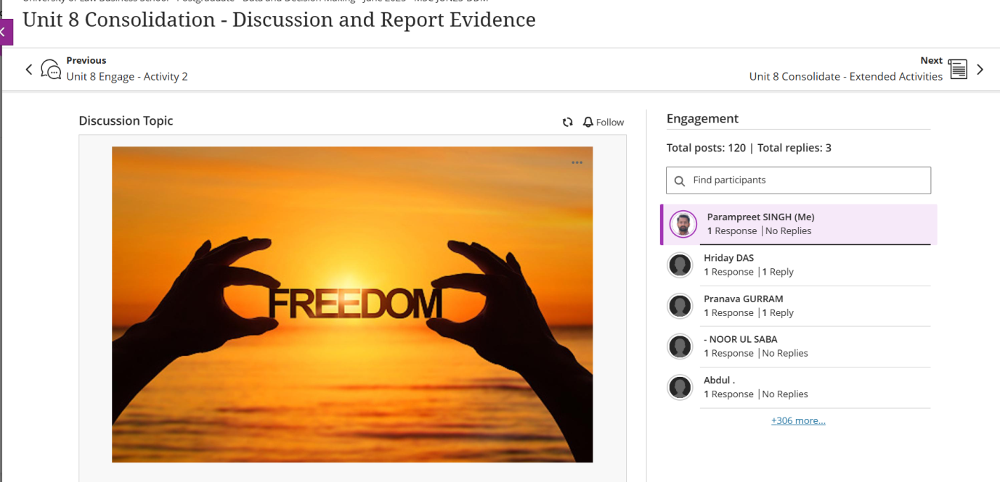 University of Law Business School - Postgraduate - Data and Decision Making - June 2025 - MSC JUN25 DDM
Unit 8 Consolidation - Discussion and Report Evidence
Previous
Unit 8 Engage - Activity 2
Next
Unit 8 Consolidate - Extended Activities
Discussion Topic
Follow
FREEDOM
Engagement
Total posts: 120 | Total replies: 3
Find participants
Parampreet SINGH (Me)
1 Response | No Replies
Hriday DAS
1 Response | 1 Reply
Pranava GURRAM
1 Response | 1 Reply
- NOOR UL SABA
1 Response | No Replies
Abdul .
1 Response | No Replies
+306 more...